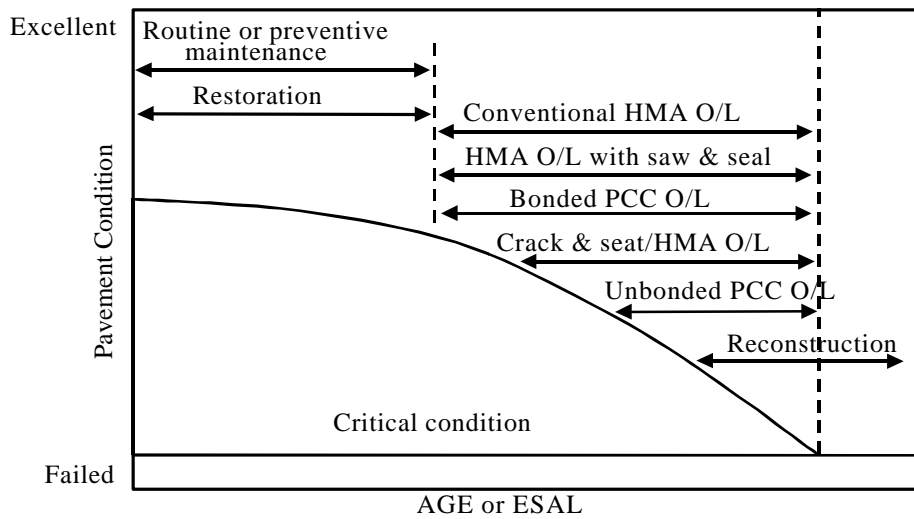 Excellent
Routine or preventive
maintenance
Restoration
Conventional HMA O/L
HMA O/L with saw & seal
Bonded PCC O/L
Crack & seat/HMA O/L
Unbonded PCC O/L
Reconstruction
Pavement Condition
Critical condition
Failed
AGE or ESAL